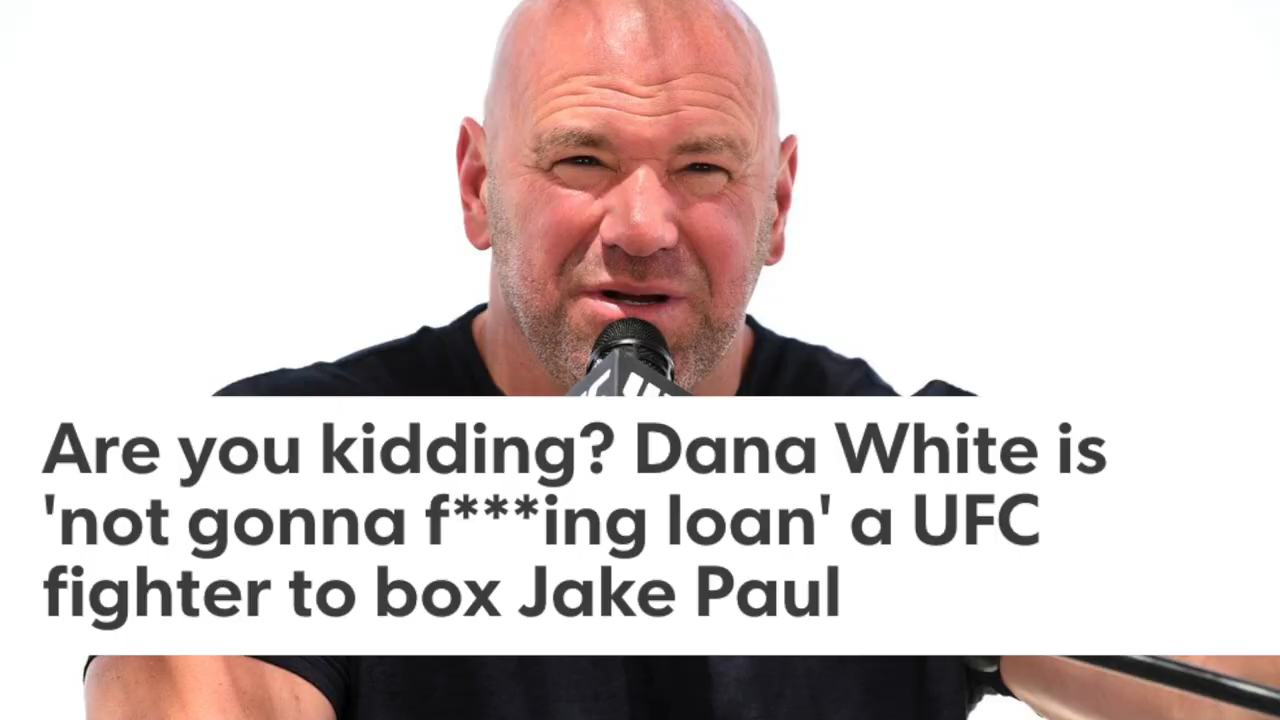 Are you kidding? Dana White is
'not gonna f***ing loan' a UFC
fighter to box Jake Paul